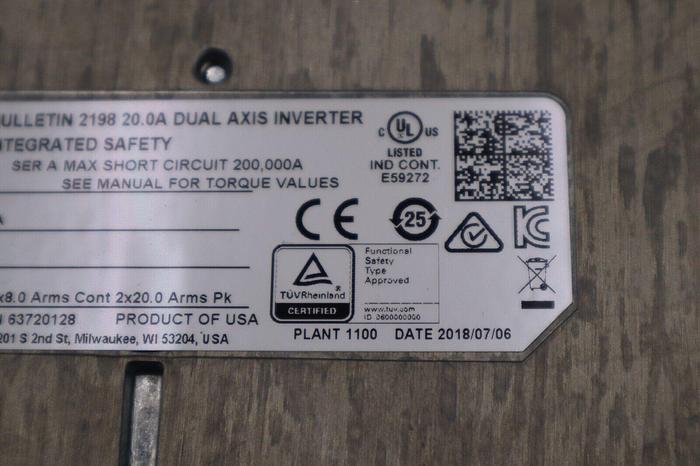 ULLETIN 2198 20.0A DUAL AXIS INVERTER
NTEGRATED SAFETY
SER A MAX SHORT CIRCUIT 200,000A
SEE MANUAL FOR TORQUE VALUES
C UL US
LISTED
IND CONT.
E59272
A
CE
25
KC
TÜVRheinland®
CERTIFIED
Functional
Safety
Type
Approved
www.tuv.com
ID 0600000000
x8.0 Arms Cont 2x20.0 Arms Pk
N 63720128 PRODUCT OF USA
201 S 2nd St, Milwaukee, WI 53204, USA
PLANT 1100 DATE 2018/07/06